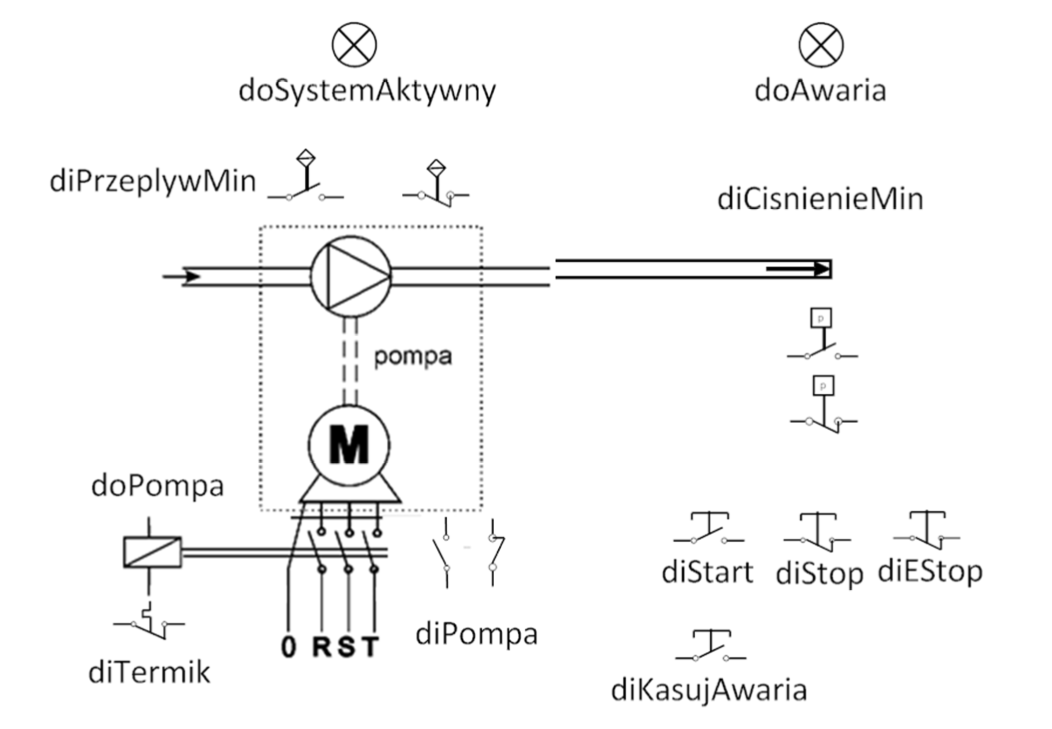 doSystemAktywny
doAwaria
diPrzeplywMin
diCisnienieMin
pompa
p
p
M
doPompa
diStart
diStop
diEStop
0 R S T
diPompa
diTermik
diKasujAwaria